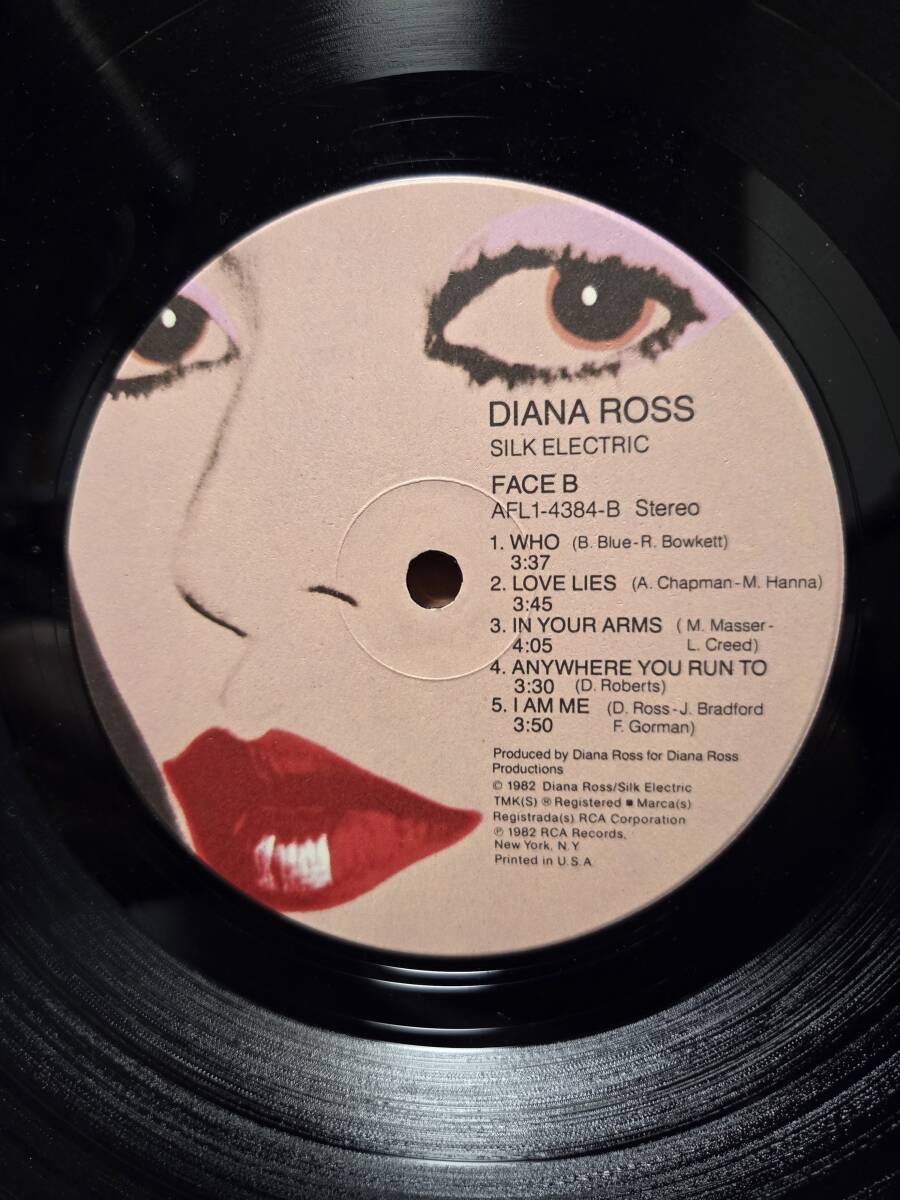 DIANA ROSS
SILK ELECTRIC
FACE B
AFL1-4384-B Stereo
1. WHO (B. Blue-R. Bowkett)
3:37
2. LOVE LIES (A. Chapman-M. Hanna)
3:45
3. IN YOUR ARMS (M. Masser-
4:05 L. Creed)
4. ANYWHERE YOU RUN TO
3:30 (D. Roberts)
5. I AM ME (D. Ross-J. Bradford
3:50 F. Gorman)
Produced by Diana Ross for Diana Ross
Productions
© 1982 Diana Ross/Silk Electric
TMK(S) ® Registered ■ Marca(s)
Registrada(s) RCA Corporation
℗ 1982 RCA Records,
New York, N.Y
Printed in U.S.A